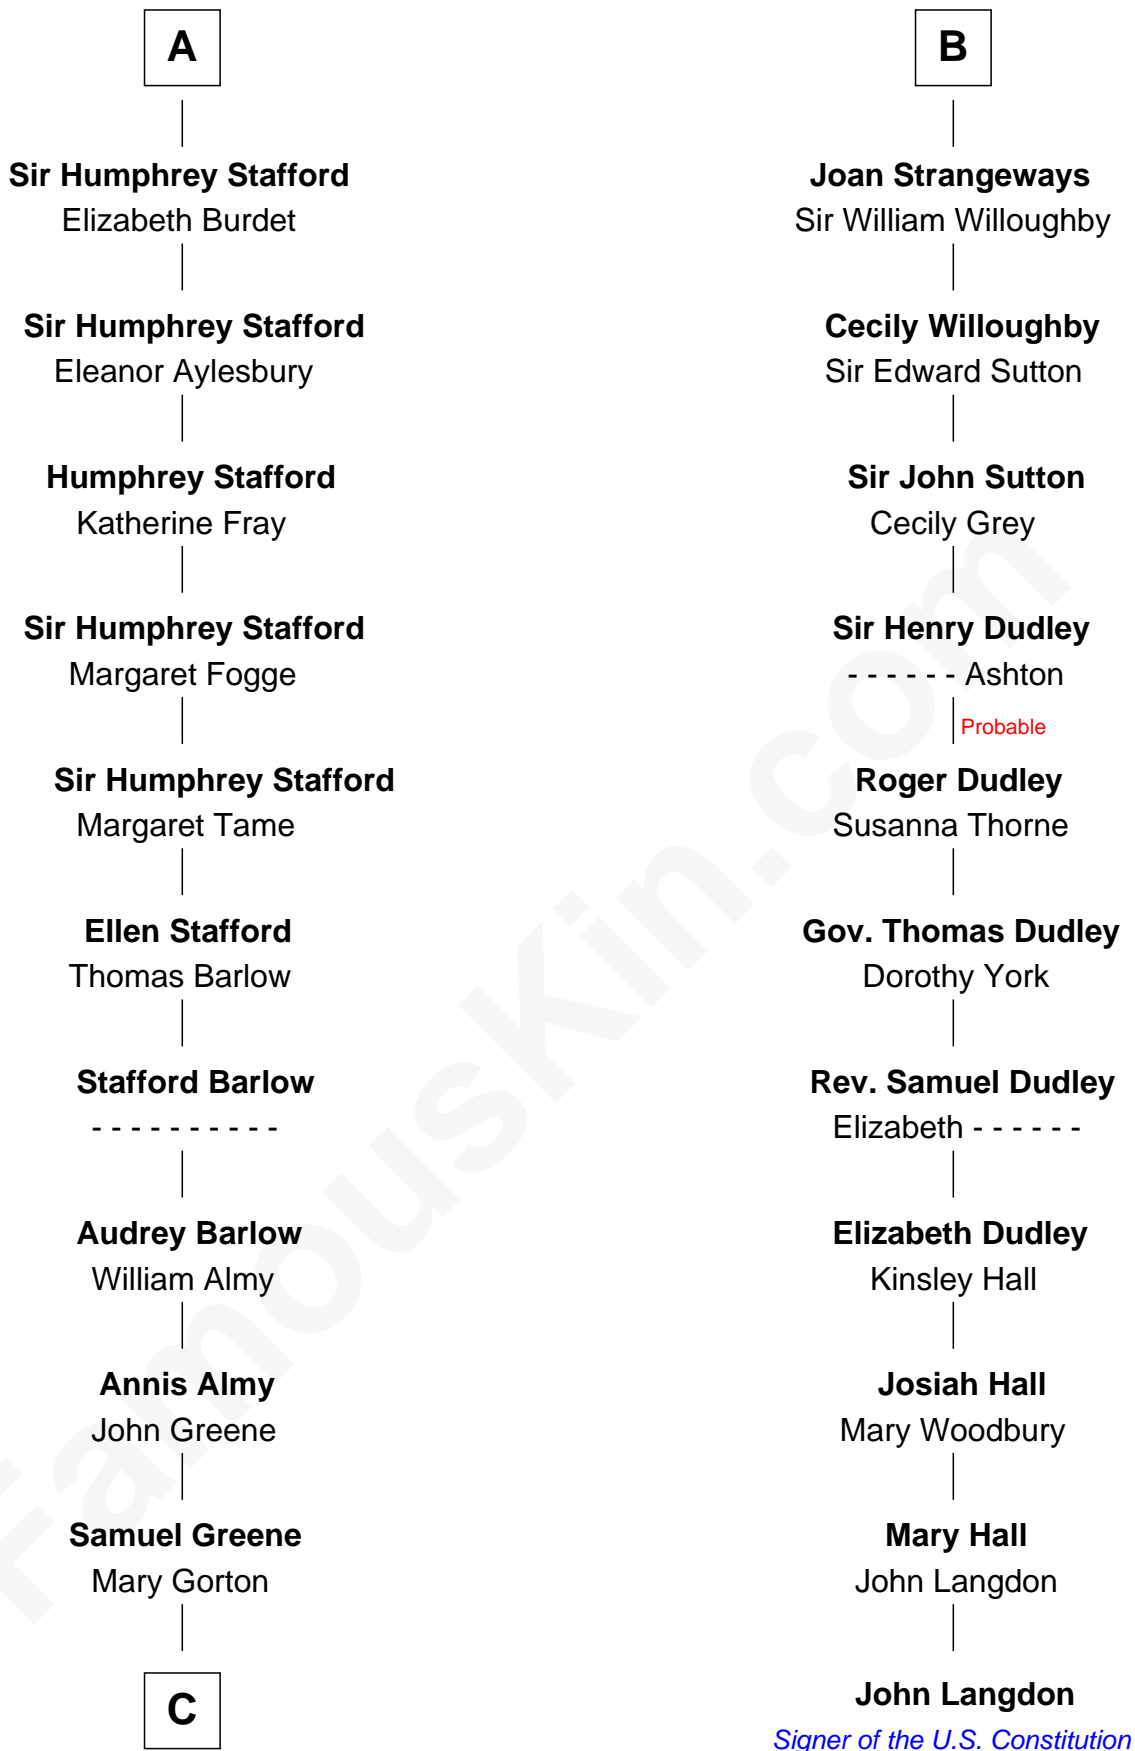 A
Sir Humphrey Stafford
Elizabeth Burdet
Sir Humphrey Stafford
Eleanor Aylesbury
Humphrey Stafford
Katherine Fray
Sir Humphrey Stafford
Margaret Fogge
Sir Humphrey Stafford
Margaret Tame
Ellen Stafford
Thomas Barlow
Stafford Barlow
- - - - - - - - - -
Audrey Barlow
William Almy
Annis Almy
John Greene
Samuel Greene
Mary Gorton
C
B
Joan Strangeways
Sir William Willoughby
Cecily Willoughby
Sir Edward Sutton
Sir John Sutton
Cecily Grey
Sir Henry Dudley
- - - - - - Ashton
Probable
Roger Dudley
Susanna Thorne
Gov. Thomas Dudley
Dorothy York
Rev. Samuel Dudley
Elizabeth - - - - - -
Elizabeth Dudley
Kinsley Hall
Josiah Hall
Mary Woodbury
Mary Hall
John Langdon
John Langdon
Signer of the U.S. Constitution
FamousKin.com